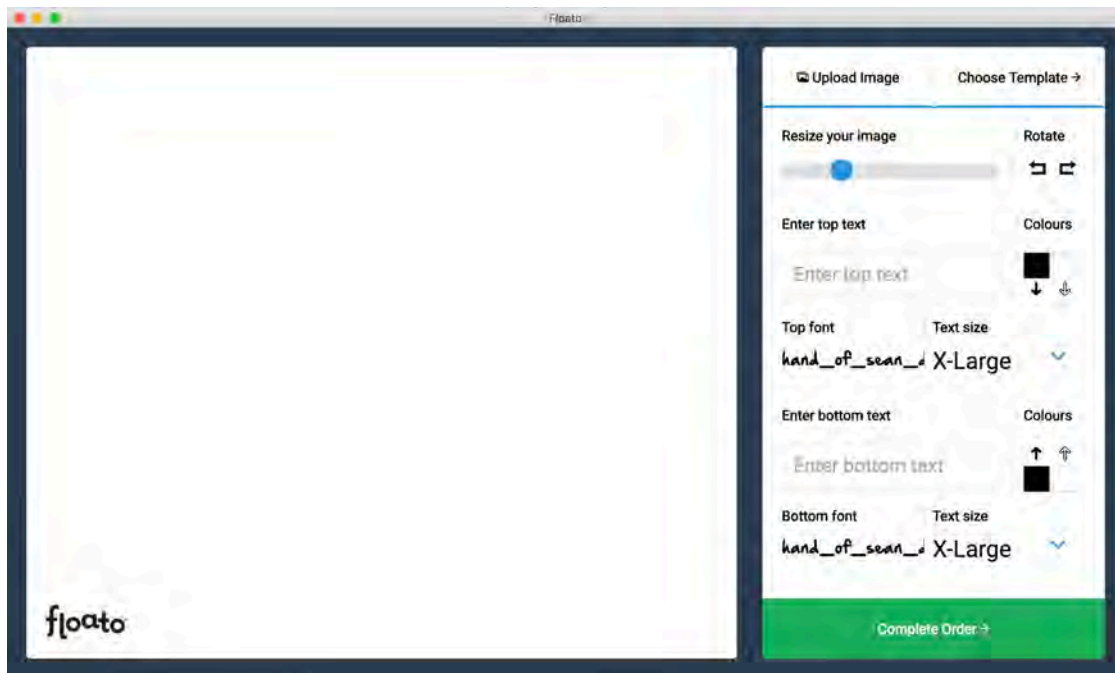 Floato
Upload Image Choose Template →
Resize your image Rotate
Enter top text Colours
Enter top text
Top font Text size
hand_of_sean_ X-Large
Enter bottom text Colours
Enter bottom text
Bottom font Text size
hand_of_sean_ X-Large
floato
Complete Order →